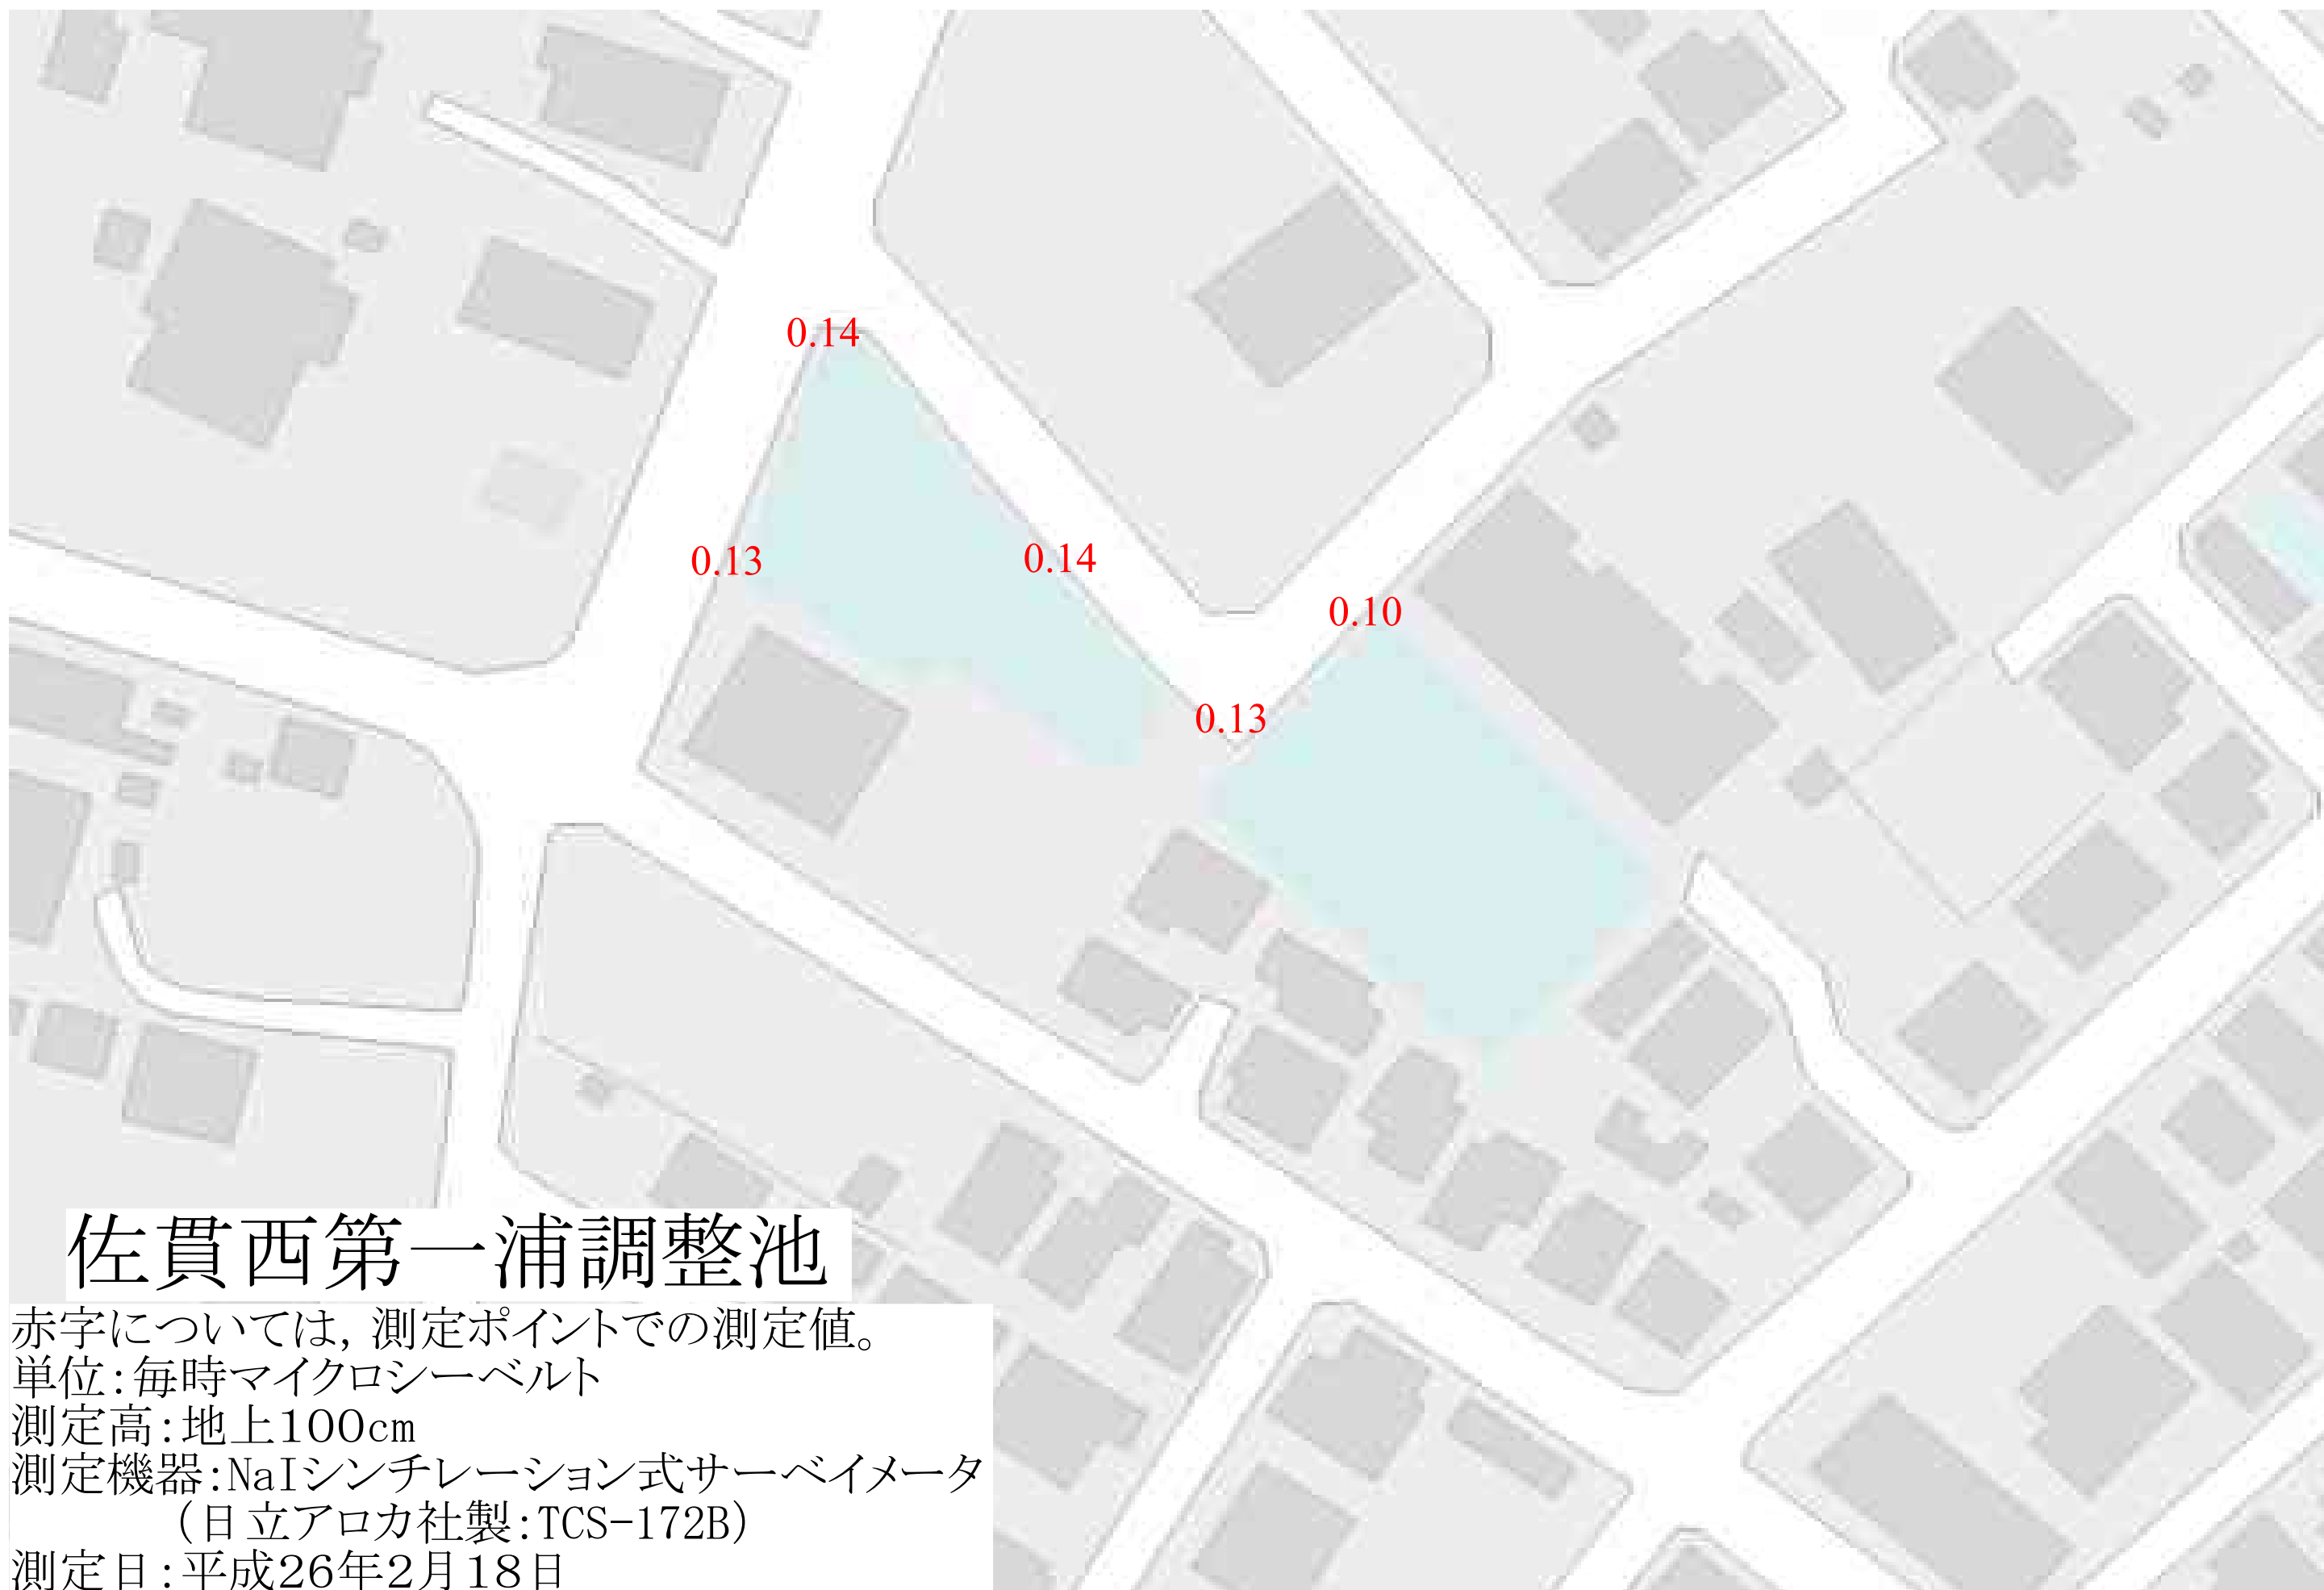 0.14
0.13
0.14
0.10
0.13
佐貫西第一浦調整池
赤字については,測定ポイントでの測定値。
単位:毎時マイクロシーベルト
測定高:地上100cm
測定機器:NaIシンチレーション式サーベイメータ
(日立アロカ社製:TCS-172B)
測定日:平成26年2月18日